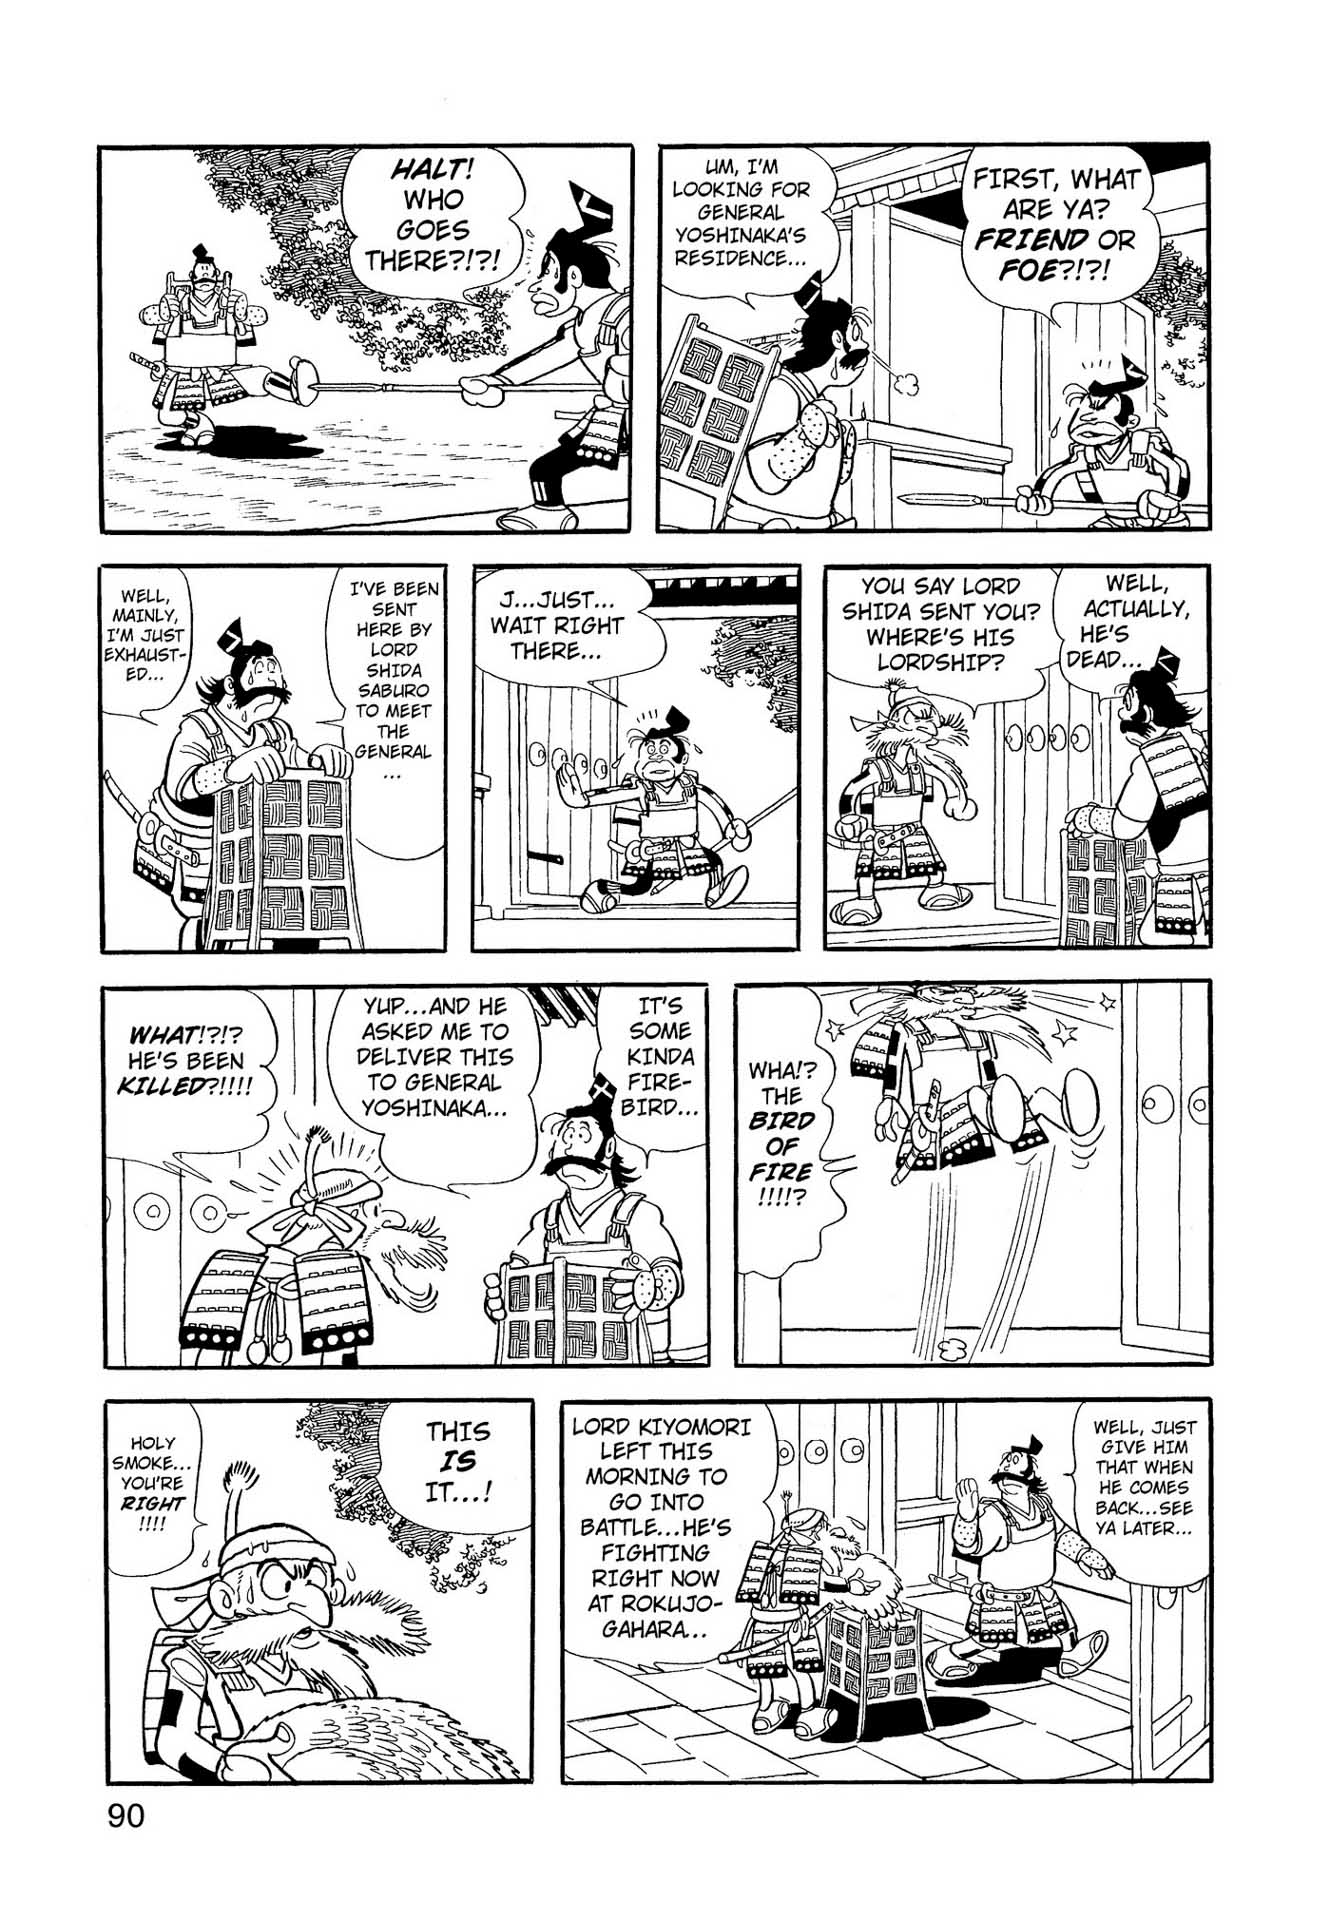 HALT!
WHO
GOES
THERE?!?!
UM, I'M
LOOKING FOR
GENERAL
YOSHINAKA'S
RESIDENCE...
FIRST, WHAT
ARE YA?
FRIEND OR
FOE?!?!
WELL,
MAINLY,
I'M JUST
EXHAUST-
ED...
I'VE BEEN
SENT
HERE BY
LORD
SHIDA
SABURO
TO MEET
THE
GENERAL
...
J...JUST...
WAIT RIGHT
THERE...
YOU SAY LORD
SHIDA SENT YOU?
WHERE'S HIS
LORDSHIP?
WELL,
ACTUALLY,
HE'S
DEAD...
WHAT!?!?
HE'S BEEN
KILLED?!!!!
YUP...AND HE
ASKED ME TO
DELIVER THIS
TO GENERAL
YOSHINAKA...
IT'S
SOME
KINDA
FIRE-
BIRD...
WHA!?
THE
BIRD
OF
FIRE
!!!!?
HOLY
SMOKE...
YOU'RE
RIGHT
!!!!
THIS
IS
IT...!
LORD KIYOMORI
LEFT THIS
MORNING TO
GO INTO
BATTLE...HE'S
FIGHTING
RIGHT NOW
AT ROKUJO-
GAHARA...
WELL, JUST
GIVE HIM
THAT WHEN
HE COMES
BACK...SEE
YA LATER...
90